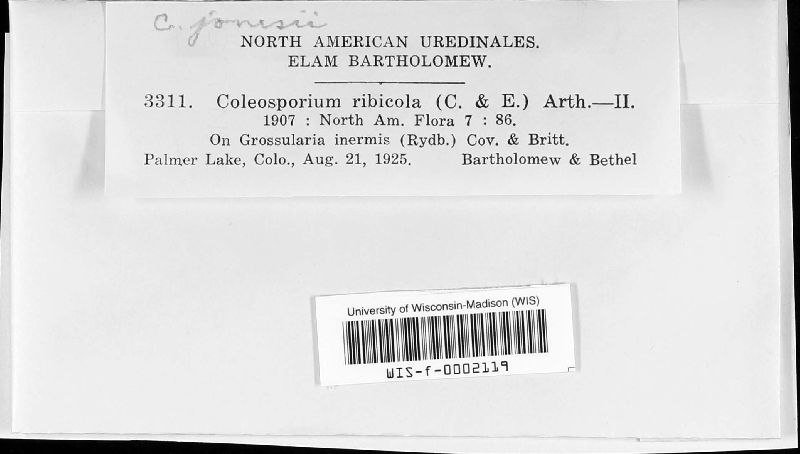 C. jonesii
NORTH AMERICAN UREDINALES.
ELAM BARTHOLOMEW.
3311. Coleosporium ribicola (C. & E.) Arth.—II.
1907 : North Am. Flora 7 : 86.
On Grossularia inermis (Rydb.) Cov. & Britt.
Palmer Lake, Colo., Aug. 21, 1925. Bartholomew & Bethel
University of Wisconsin-Madison (WIS)
WIS-f-0002119